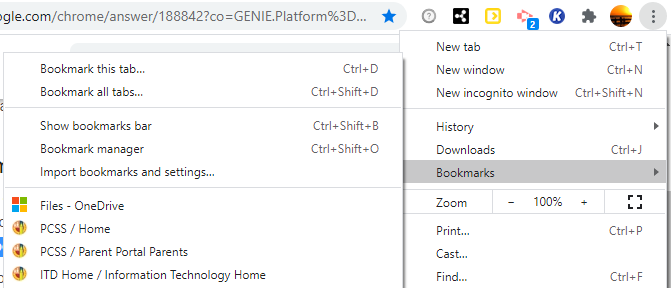 gle.com/chrome/answer/188842?co=GENIE.Platform%3D...
2
New tab Ctrl+T
New window Ctrl+N
New incognito window Ctrl+Shift+N
History
Downloads Ctrl+J
Bookmarks
Zoom − 100% +
Print... Ctrl+P
Cast...
Find... Ctrl+F
Bookmark this tab... Ctrl+D
Bookmark all tabs... Ctrl+Shift+D
Show bookmarks bar Ctrl+Shift+B
Bookmark manager Ctrl+Shift+O
Import bookmarks and settings...
Files - OneDrive
PCSS / Home
PCSS / Parent Portal Parents
ITD Home / Information Technology Home